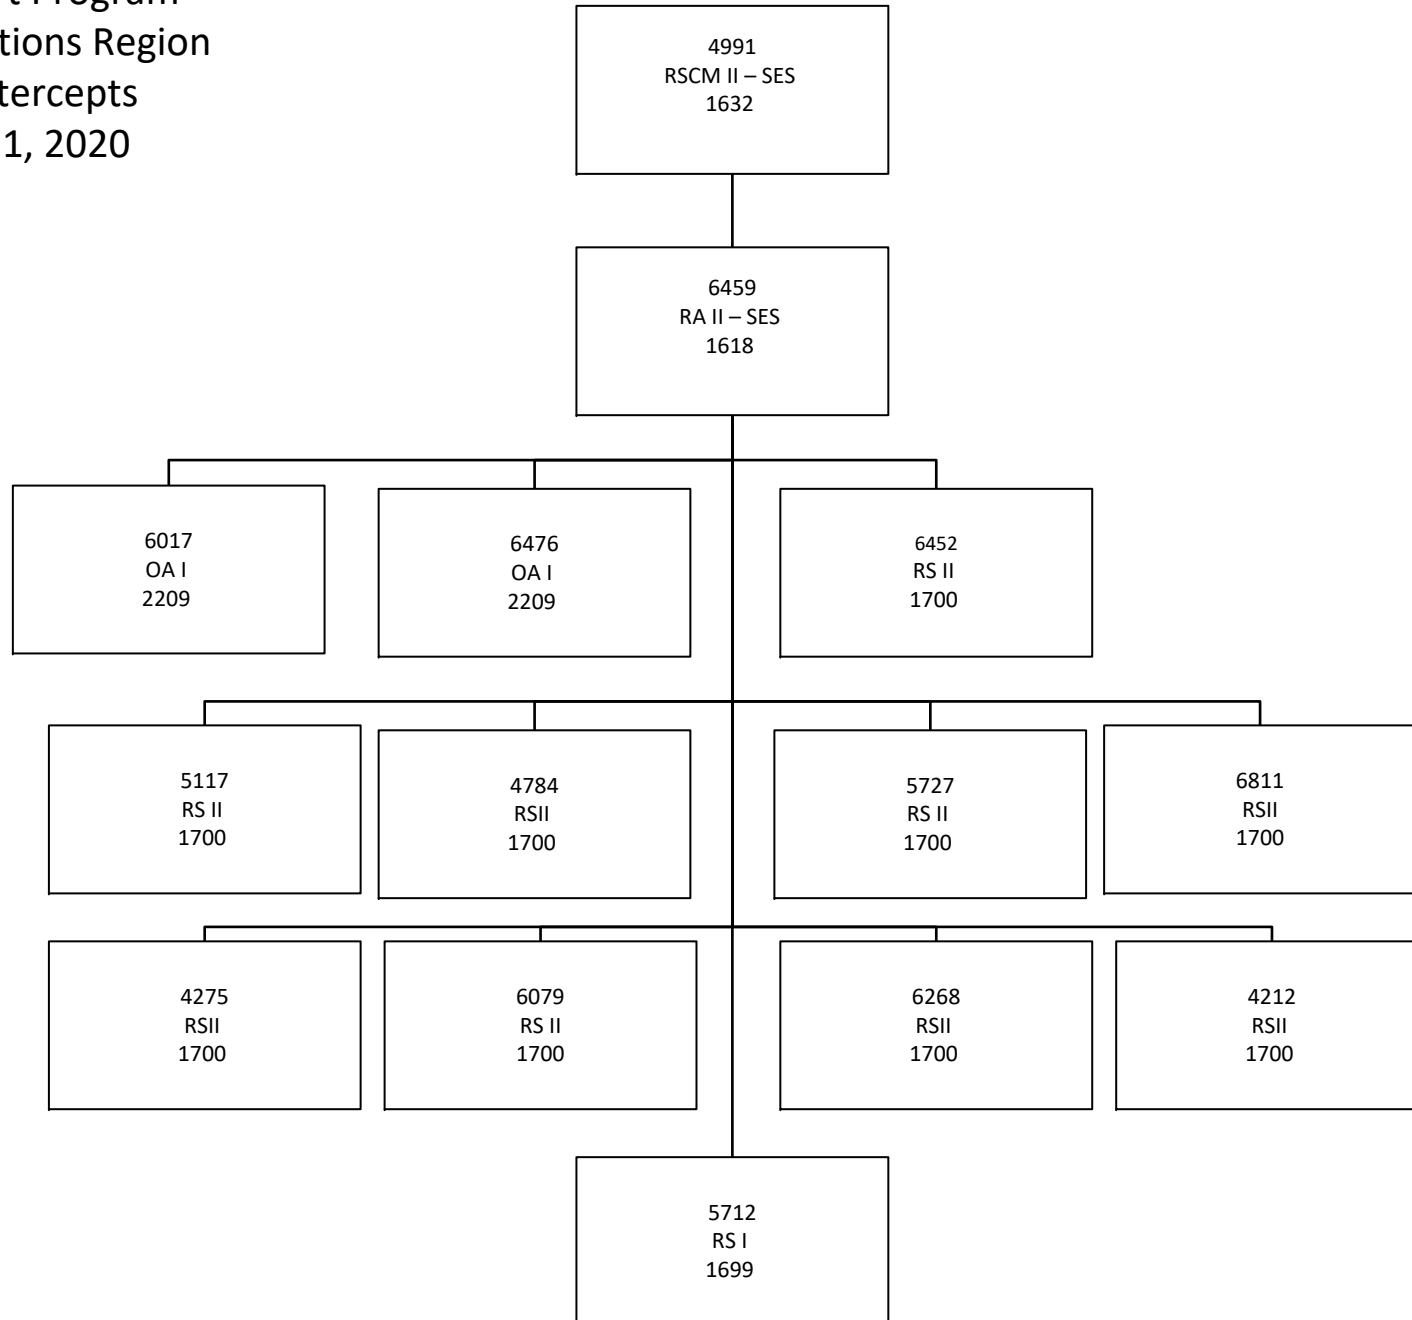 t Program
tions Region
tercepts
1, 2020
4991
RSCM II – SES
1632
6459
RA II – SES
1618
6017
OA I
2209
6476
OA I
2209
6452
RS II
1700
5117
RS II
1700
4784
RSII
1700
5727
RS II
1700
6811
RSII
1700
4275
RSII
1700
6079
RS II
1700
6268
RSII
1700
4212
RSII
1700
5712
RS I
1699